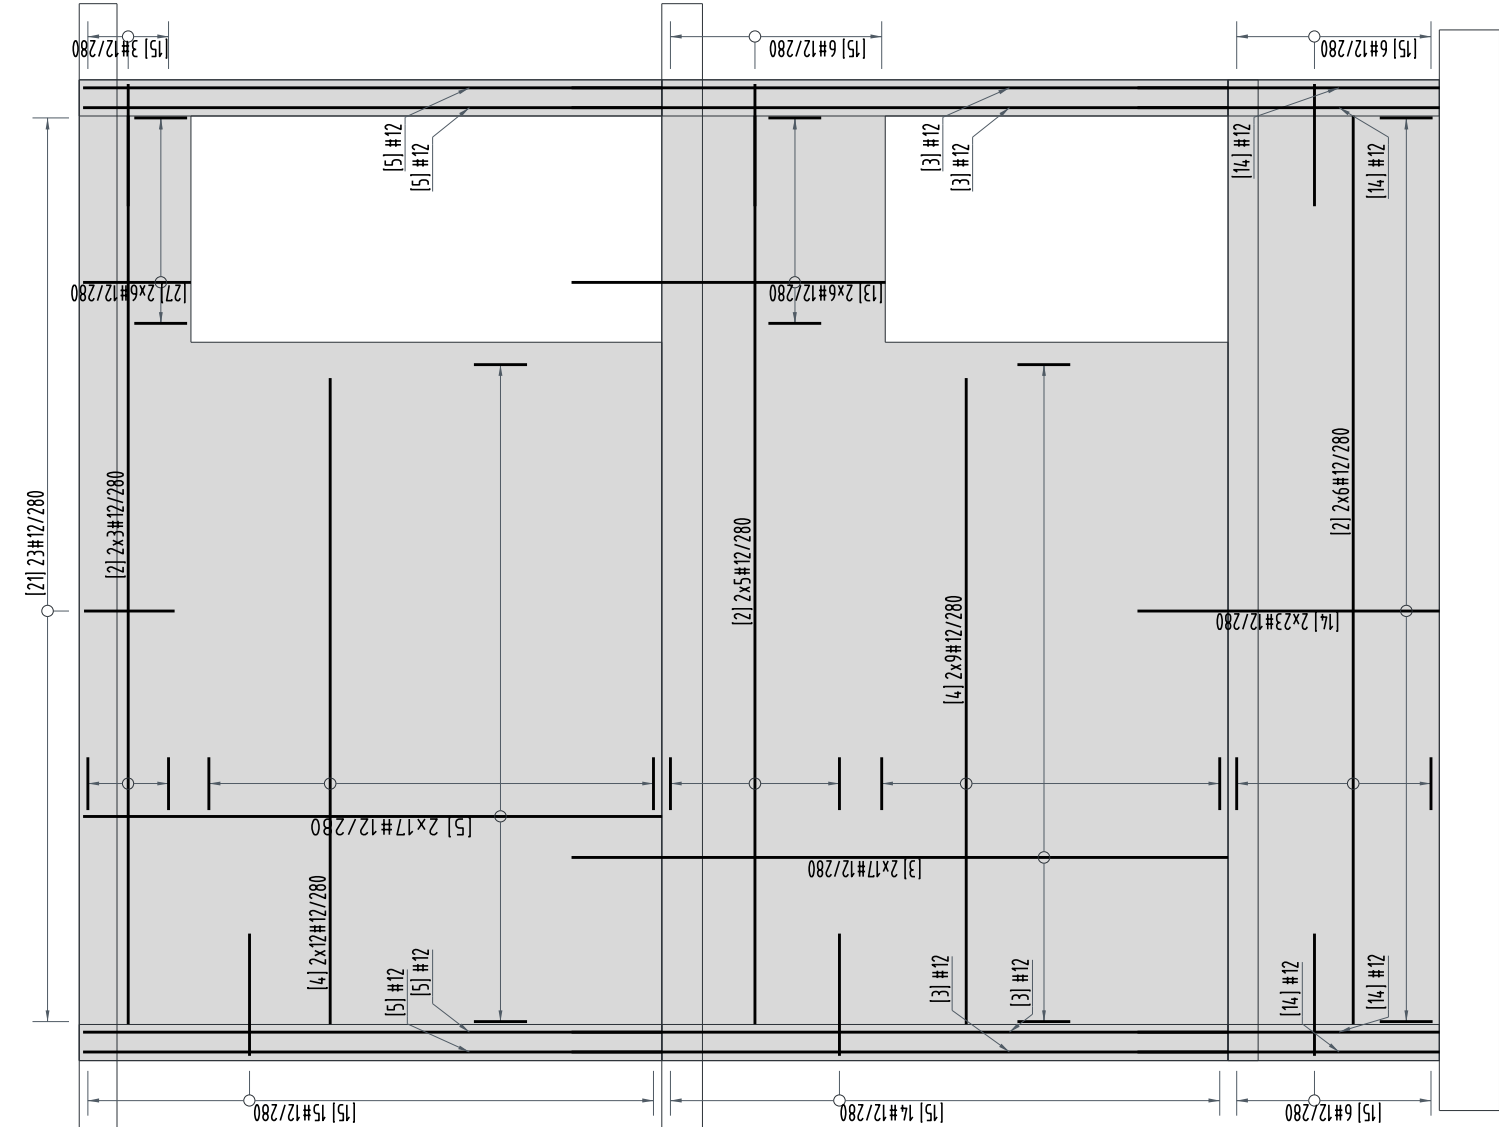 [15] 3#12/280
[15] 6#12/280
[15] 6#12/280
[5] #12
[5] #12
[3] #12
[3] #12
[14] #12
[14] #12
[27] 2x6#12/280
[13] 2x6#12/280
[21] 23#12/280
[2] 2x3#12/280
[2] 2x5#12/280
[2] 2x6#12/280
[4] 2x9#12/280
[14] 2x23#12/280
[5] 2x17#12/280
[3] 2x17#12/280
[4] 2x12#12/280
[5] #12
[5] #12
[3] #12
[3] #12
[14] #12
[14] #12
[15] 15#12/280
[15] 14#12/280
[15] 6#12/280